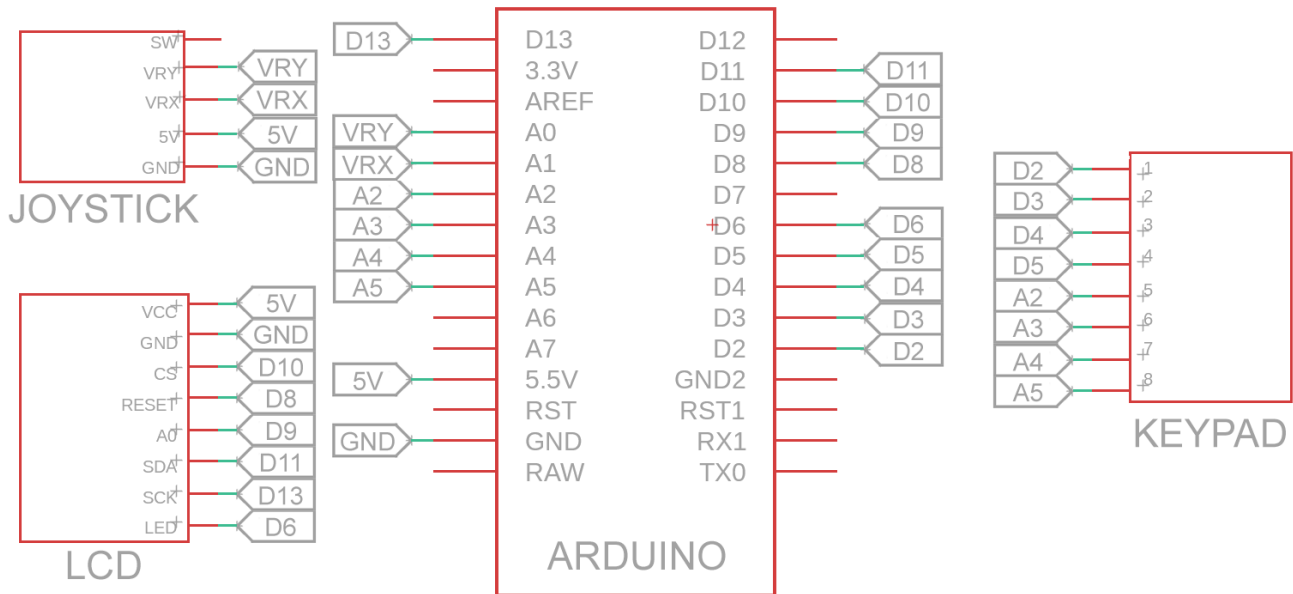 SW
VRY VRY
VRX VRX
5V 5V
GND GND
JOYSTICK
VCC 5V
GND GND
CS D10
RESET D8
A0 D9
SDA D11
SCK D13
LED D6
LCD
D13 D13 D12
3.3V D11 D11
AREF D10 D10
VRY A0 D9 D9
VRX A1 D8 D8
A2 A2 D7
A3 A3 D6 D6
A4 A4 D5 D5
A5 A5 D4 D4
A6 D3 D3
A7 D2 D2
5V 5.5V GND2
RST RST1
GND GND RX1
RAW TX0
ARDUINO
D2 1
D3 2
D4 3
D5 4
A2 5
A3 6
A4 7
A5 8
KEYPAD